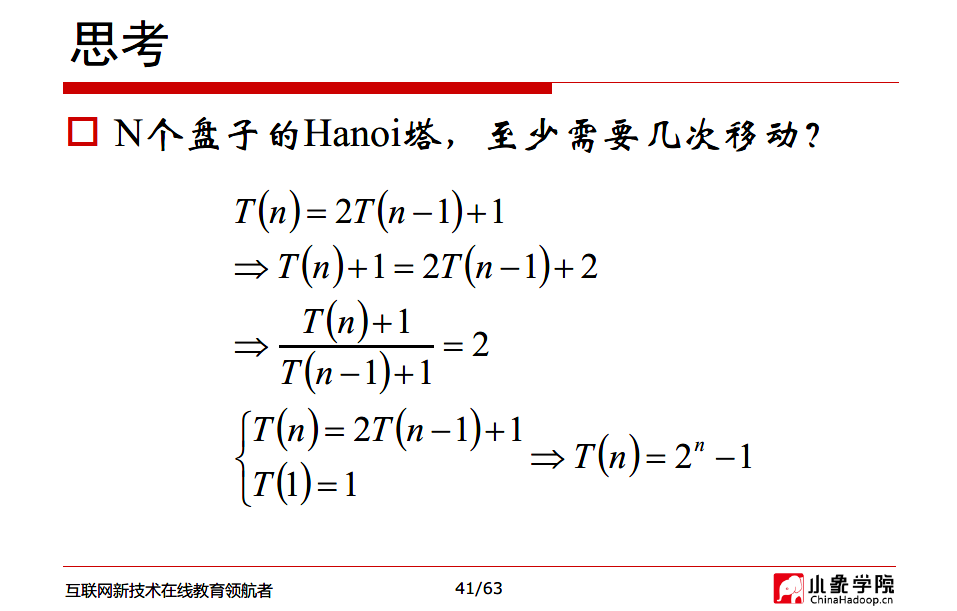 思考
N个盘子的Hanoi塔，至少需要几次移动？
T(n)=2T(n−1)+1
⇒T(n)+1=2T(n−1)+2
⇒ (T(n)+1)/(T(n−1)+1) = 2
{T(n)=2T(n−1)+1
T(1)=1
⇒T(n)=2^n −1
互联网新技术在线教育领航者
41/63
小象学院
ChinaHadoop.cn